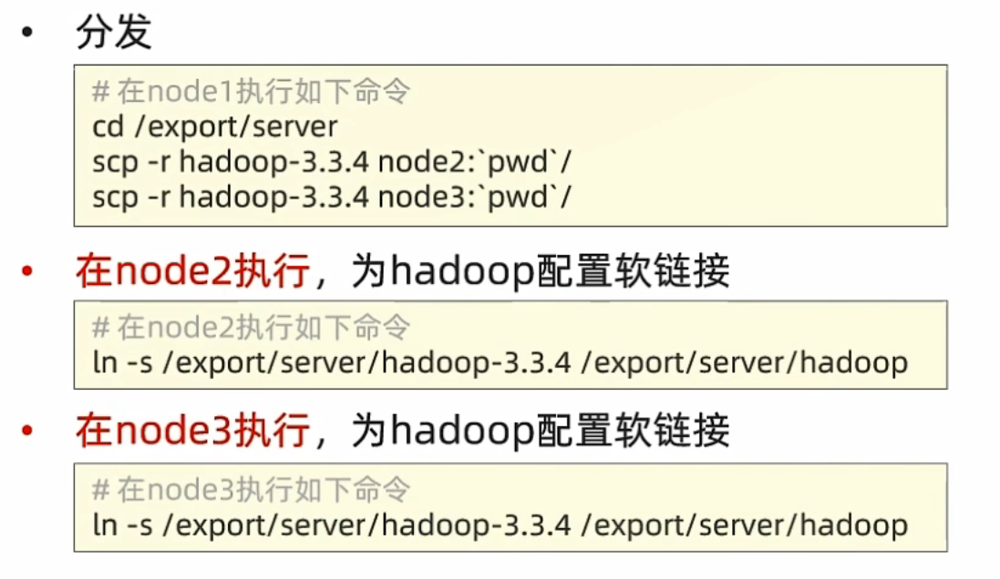 • 分发
# 在node1执行如下命令
cd /export/server
scp -r hadoop-3.3.4 node2:`pwd`/
scp -r hadoop-3.3.4 node3:`pwd`/
• 在node2执行，为hadoop配置软链接
# 在node2执行如下命令
ln -s /export/server/hadoop-3.3.4 /export/server/hadoop
• 在node3执行，为hadoop配置软链接
# 在node3执行如下命令
ln -s /export/server/hadoop-3.3.4 /export/server/hadoop